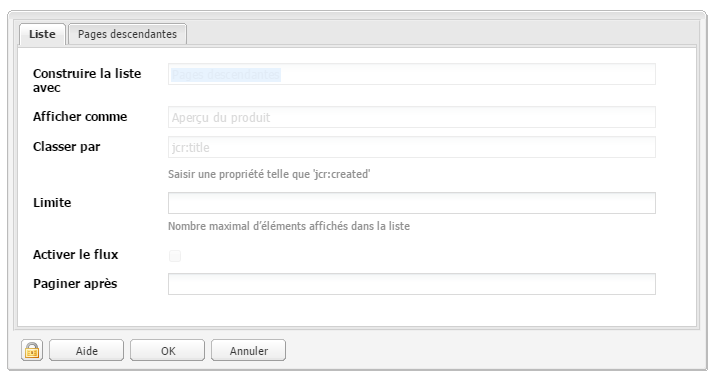 Liste Pages descendantes
Construire la liste avec Pages descendantes
Afficher comme Aperçu du produit
Classer par jcr:title
Saisir une propriété telle que 'jcr:created'
Limite
Nombre maximal d'éléments affichés dans la liste
Activer le flux
Paginer après
Aide OK Annuler